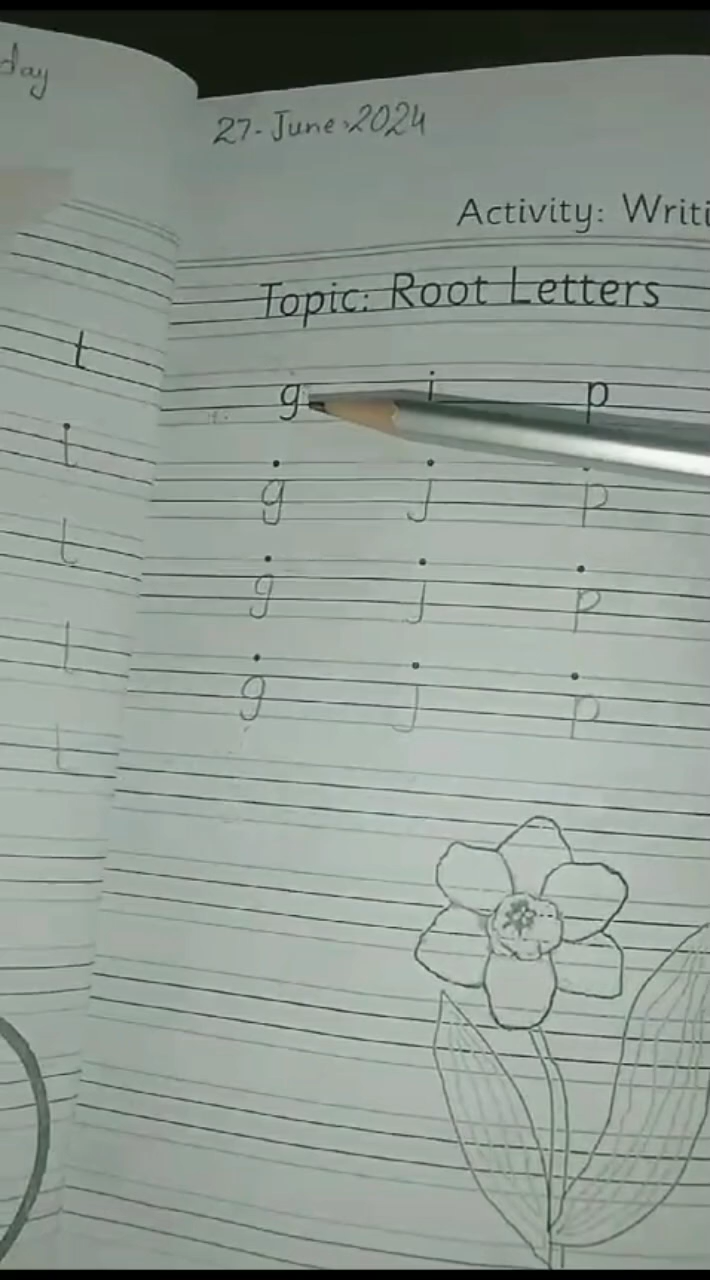 day
27-June-2024
Activity: Writi
Topic: Root Letters
g j p
g j p
g j p
g j p
t
t
t
t
t